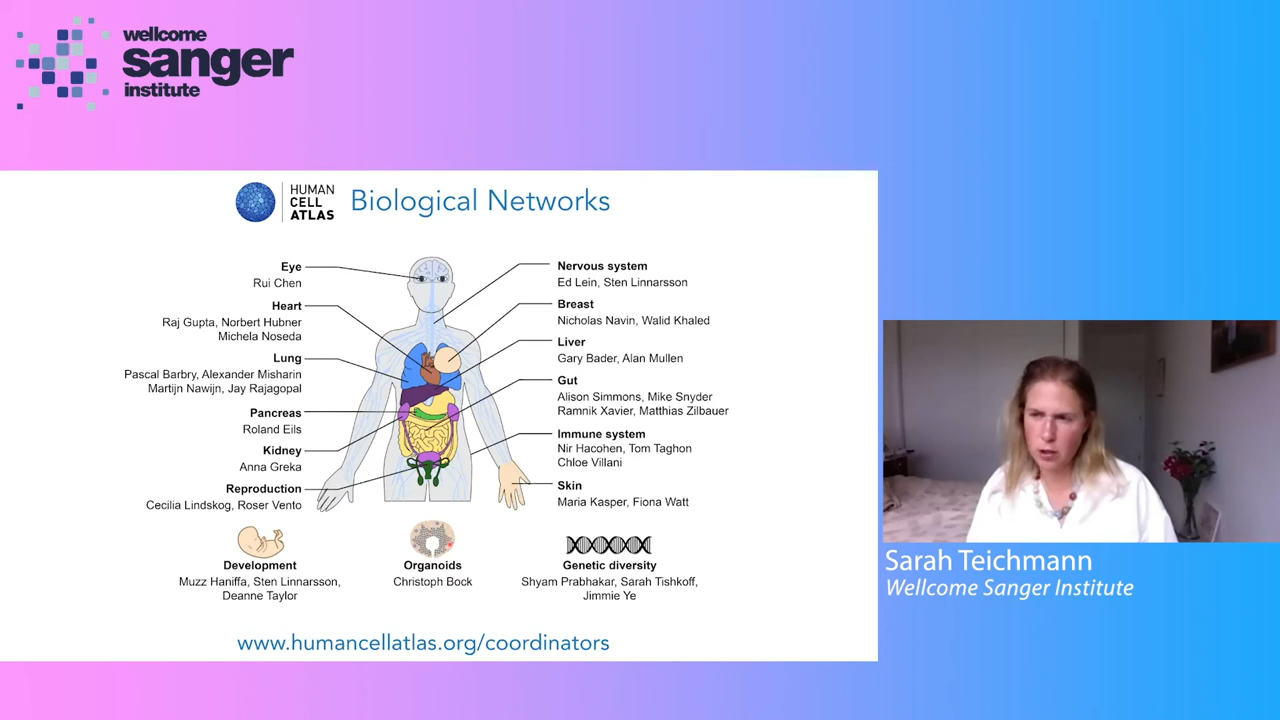 wellcome
sanger
institute
HUMAN
CELL
ATLAS
Biological Networks
Eye
Rui Chen
Heart
Raj Gupta, Norbert Hubner
Michela Noseda
Lung
Pascal Barbry, Alexander Misharin
Martijn Nawijn, Jay Rajagopal
Pancreas
Roland Eils
Kidney
Anna Greka
Reproduction
Cecilia Lindskog, Roser Vento
Nervous system
Ed Lein, Sten Linnarsson
Breast
Nicholas Navin, Walid Khaled
Liver
Gary Bader, Alan Mullen
Gut
Alison Simmons, Mike Snyder
Ramnik Xavier, Matthias Zilbauer
Immune system
Nir Hacohen, Tom Taghon
Chloe Villani
Skin
Maria Kasper, Fiona Watt
Development
Muzz Haniffa, Sten Linnarsson,
Deanne Taylor
Organoids
Christoph Bock
Genetic diversity
Shyam Prabhakar, Sarah Tishkoff,
Jimmie Ye
www.humancellatlas.org/coordinators
Sarah Teichmann
Wellcome Sanger Institute